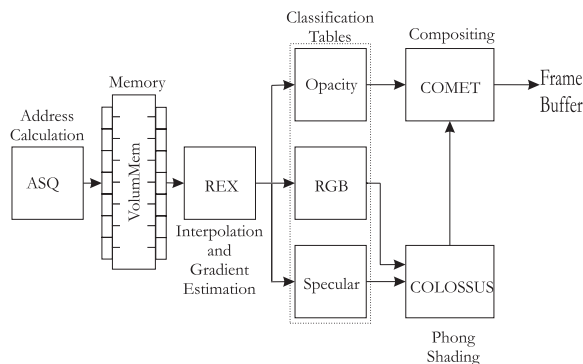 Classification
Tables
Compositing
Memory
Opacity
COMET
Frame
Buffer
Address
Calculation
ASQ
VolumMem
REX
RGB
Interpolation
and
Gradient
Estimation
Specular
COLOSSUS
Phong
Shading